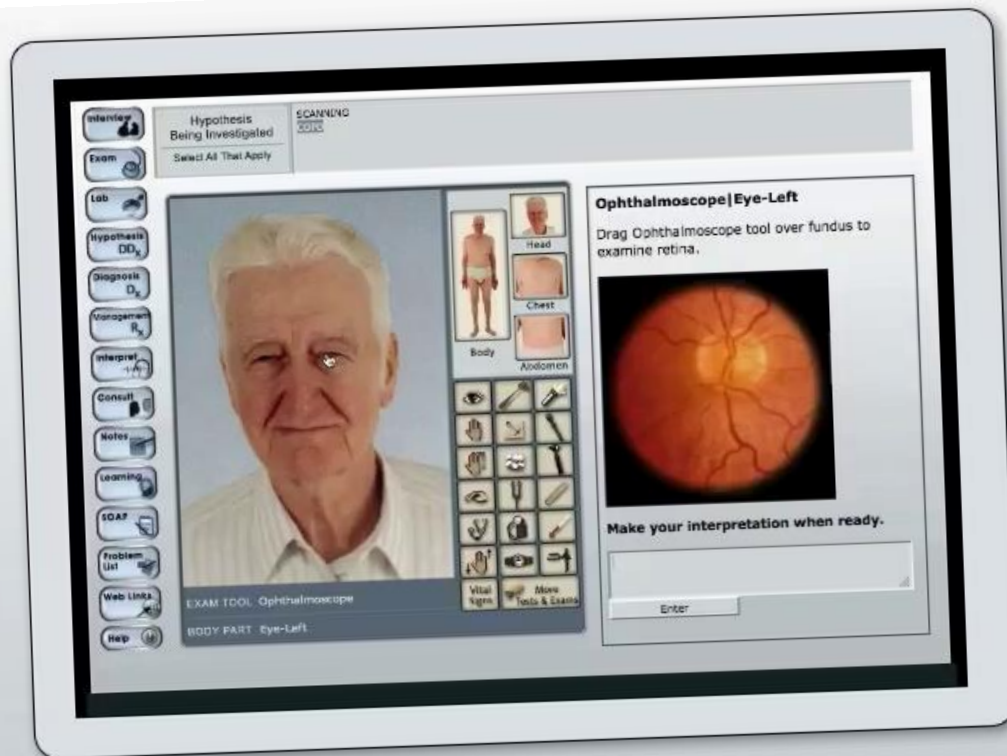 Interview
Exam
Lab
Hypothesis
DDx
Diagnosis
Dx
Management
Rx
Interpret
Consult
Notes
Learning
SOAP
Problem
List
Web Links
Help
Hypothesis
Being Investigated
Select All That Apply
SCANNING
COPD
Head
Chest
Body
Abdomen
Vital
Signs
More
Tests & Exams
EXAM TOOL Ophthalmoscope
BODY PART Eye-Left
Ophthalmoscope|Eye-Left
Drag Ophthalmoscope tool over fundus to
examine retina.
Make your interpretation when ready.
Enter